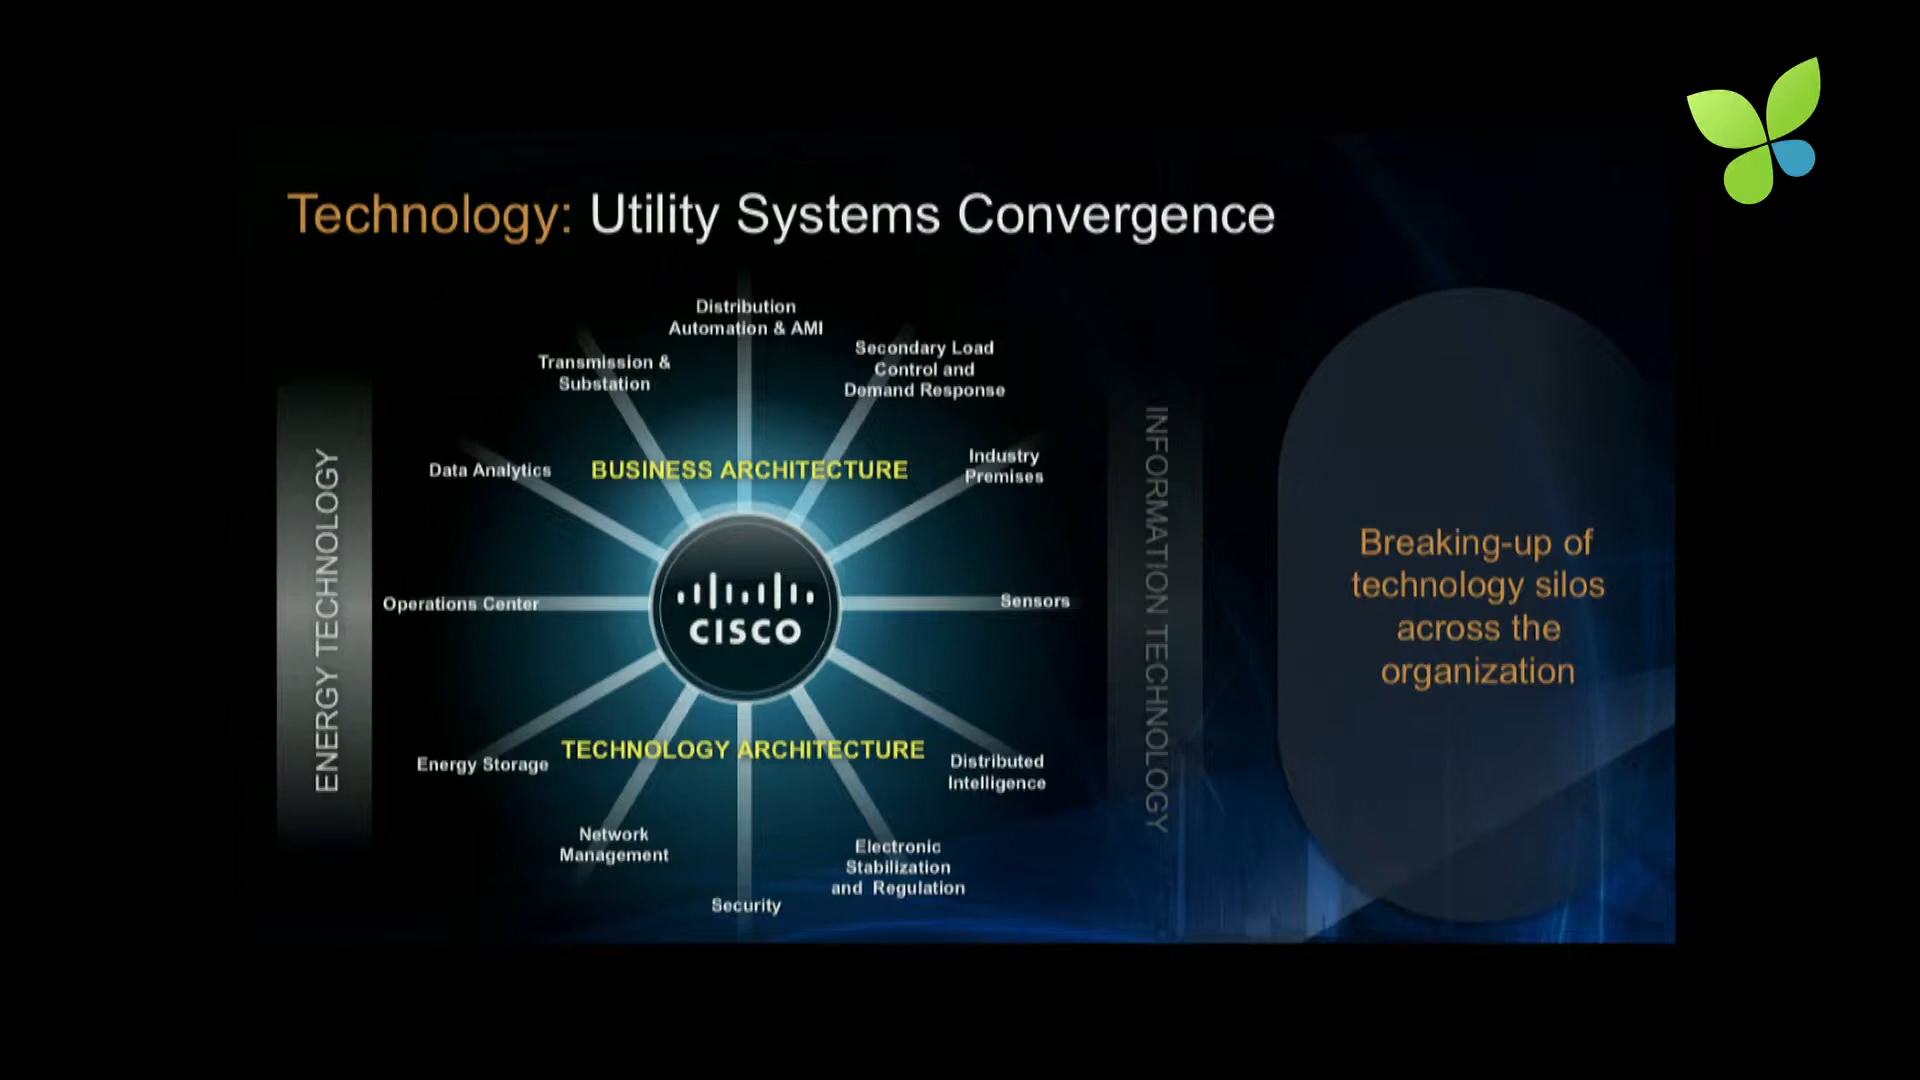 Technology: Utility Systems Convergence
Distribution
Automation & AMI
Secondary Load
Control and
Demand Response
Transmission &
Substation
Industry
Premises
Data Analytics
BUSINESS ARCHITECTURE
ENERGY TECHNOLOGY
INFORMATION TECHNOLOGY
Operations Center
CISCO
Sensors
Energy Storage
TECHNOLOGY ARCHITECTURE
Distributed
Intelligence
Network
Management
Electronic
Stabilization
and Regulation
Security
Breaking-up of
technology silos
across the
organization